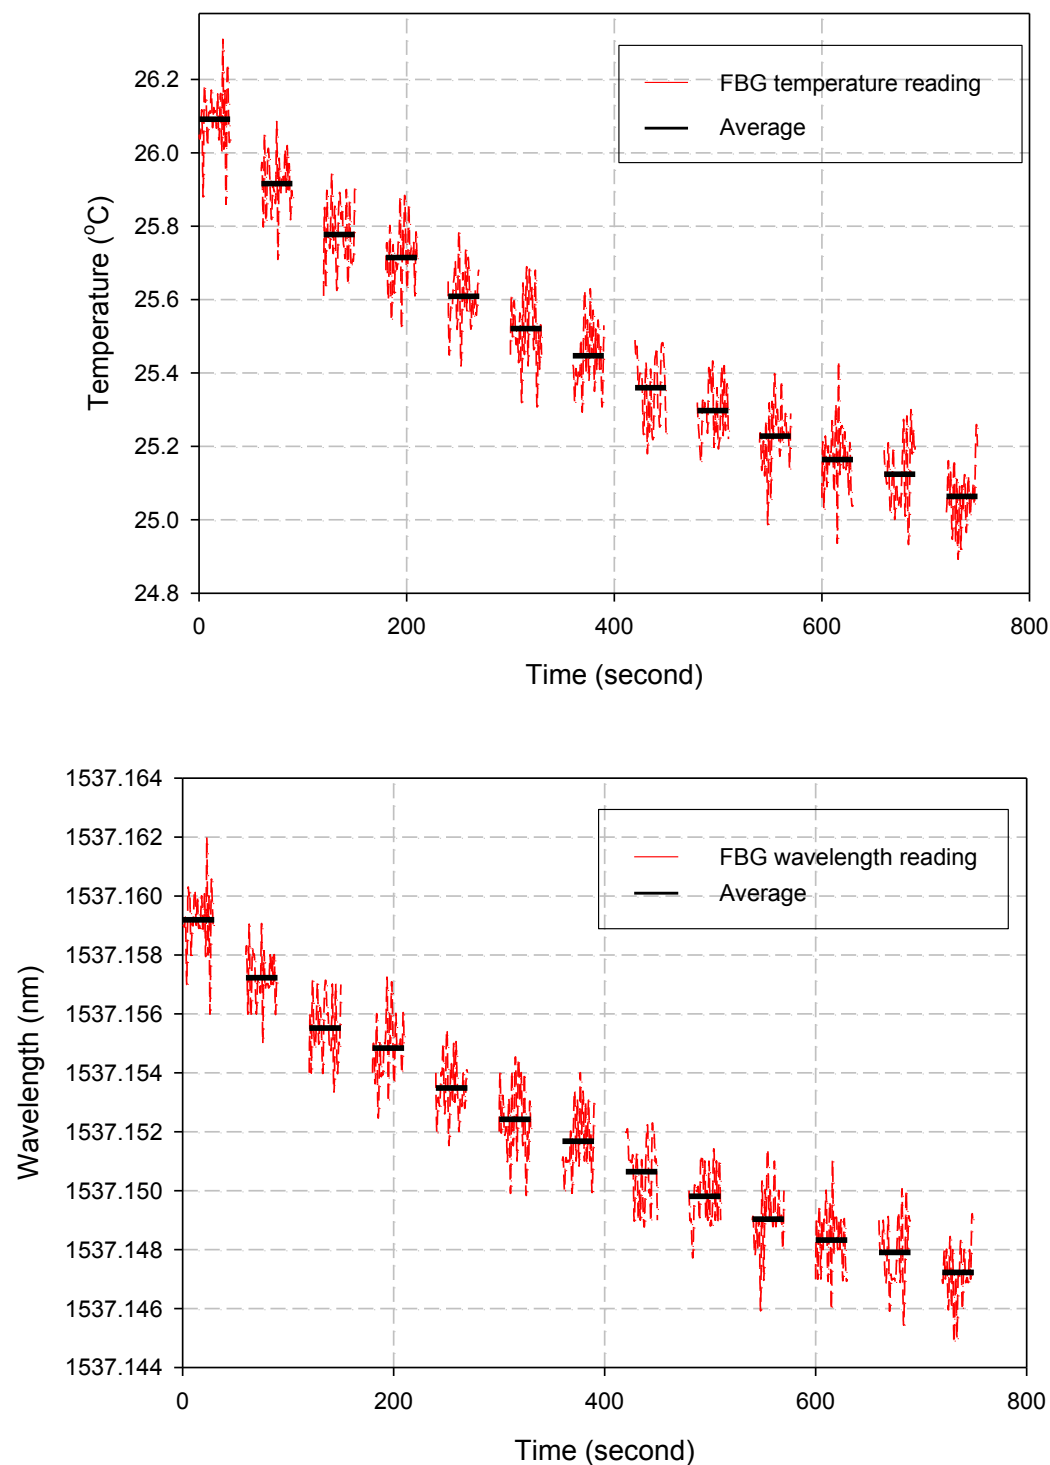 26.2
26.0
25.8
25.6
25.4
25.2
25.0
24.8
Temperature (°C)
FBG temperature reading
Average
0 200 400 600 800
Time (second)
1537.164
1537.162
1537.160
1537.158
1537.156
1537.154
1537.152
1537.150
1537.148
1537.146
1537.144
Wavelength (nm)
FBG wavelength reading
Average
0 200 400 600 800
Time (second)